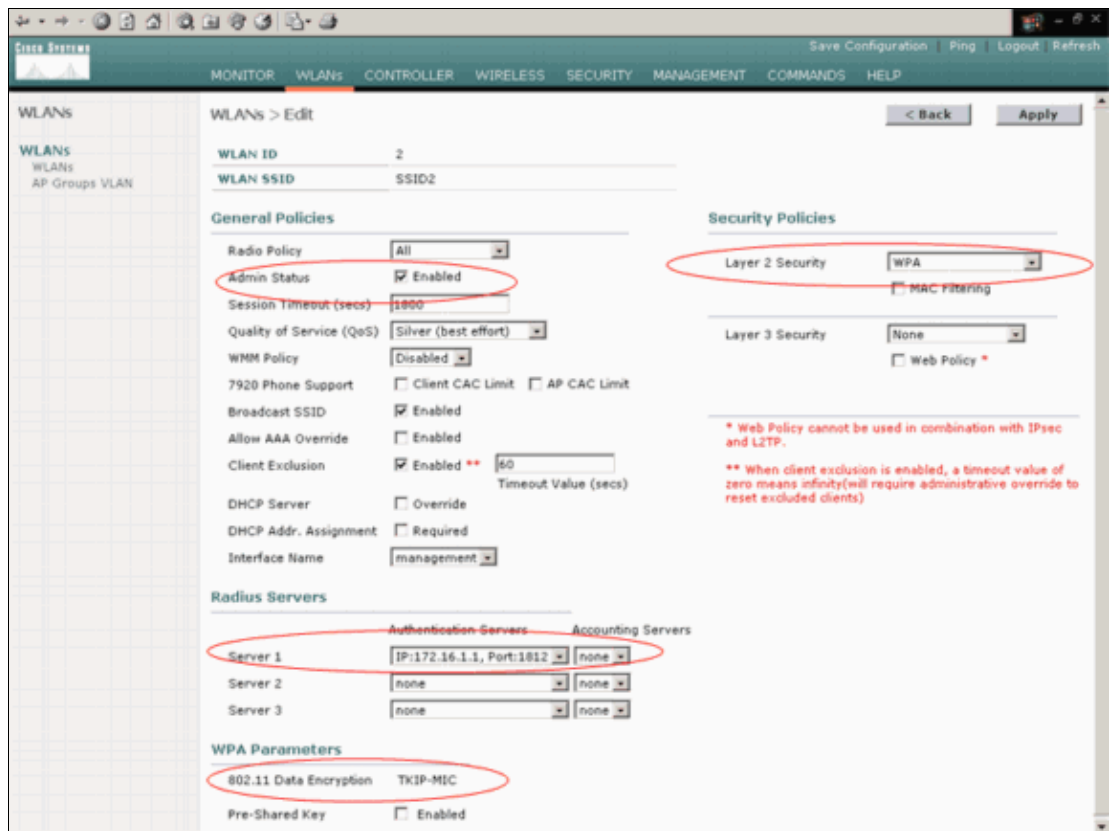 Cisco Systems
Save Configuration | Ping | Logout | Refresh
MONITOR WLANs CONTROLLER WIRELESS SECURITY MANAGEMENT COMMANDS HELP
WLANs
WLANs
WLANs
AP Groups VLAN
WLANs > Edit
< Back
Apply
WLAN ID 2
WLAN SSID SSID2
General Policies
Radio Policy All
Admin Status Enabled
Session Timeout (secs) 1800
Quality of Service (QoS) Silver (best effort)
WMM Policy Disabled
7920 Phone Support Client CAC Limit AP CAC Limit
Broadcast SSID Enabled
Allow AAA Override Enabled
Client Exclusion Enabled ** 60
Timeout Value (secs)
DHCP Server Override
DHCP Addr. Assignment Required
Interface Name management
Security Policies
Layer 2 Security WPA
MAC Filtering
Layer 3 Security None
Web Policy *
* Web Policy cannot be used in combination with IPsec
and L2TP.
** When client exclusion is enabled, a timeout value of
zero means infinity(will require administrative override to
reset excluded clients)
Radius Servers
Authentication Servers Accounting Servers
Server 1 IP:172.16.1.1, Port:1812 none
Server 2 none none
Server 3 none none
WPA Parameters
802.11 Data Encryption TKIP-MIC
Pre-Shared Key Enabled